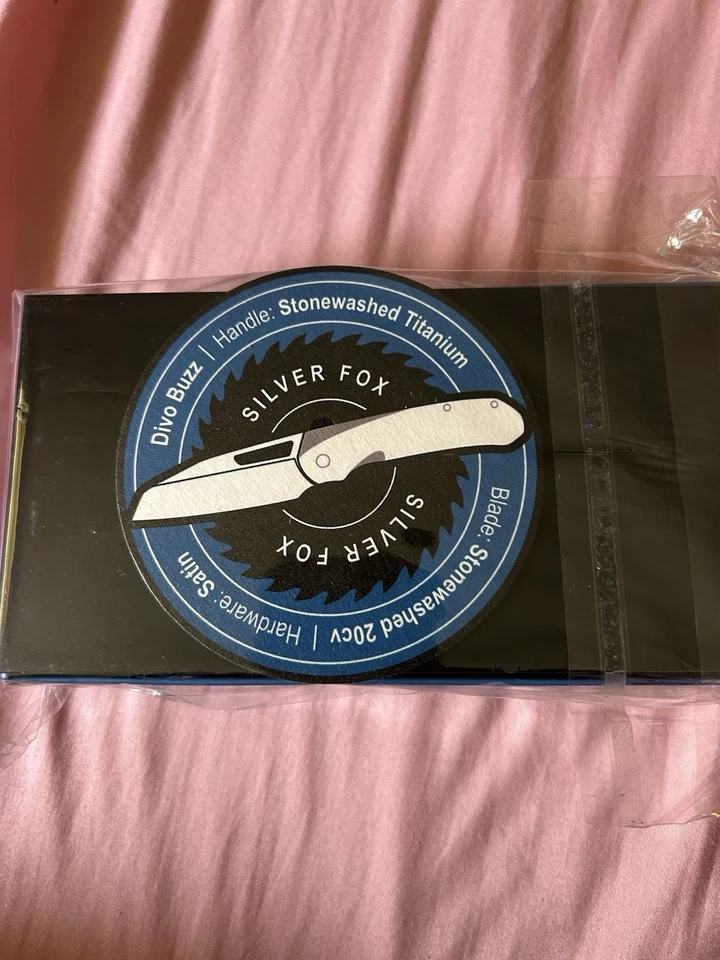 Divo Buzz | Handle: Stonewashed Titanium
Blade: Stonewashed 20cv | Hardware: Satin
SILVER FOX
SILVER FOX